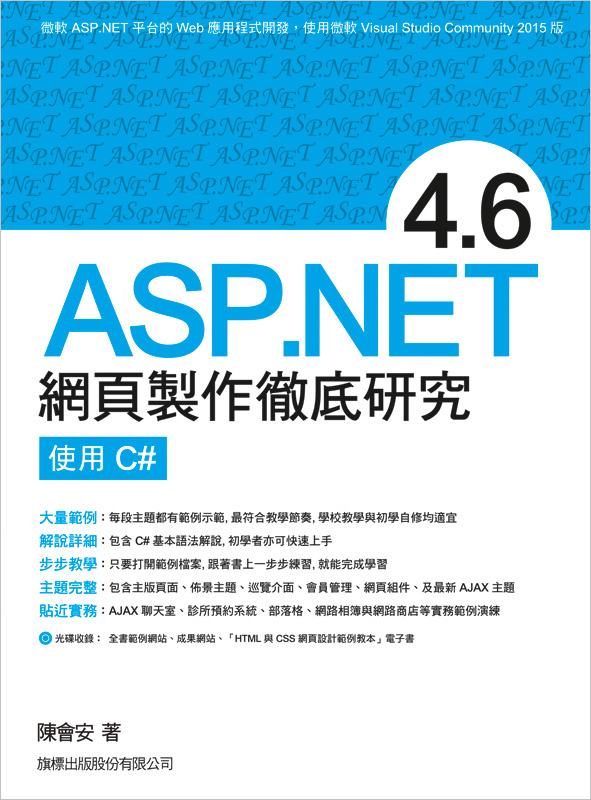 微軟 ASP.NET 平台的 Web 應用程式開發，使用微軟 Visual Studio Community 2015 版
4.6
ASP.NET
網頁製作徹底研究
使用 C#
大量範例：每段主題都有範例示範, 最符合教學節奏, 學校教學與初學自修均適宜
解說詳細：包含 C# 基本語法解說, 初學者亦可快速上手
步步教學：只要打開範例檔案, 跟著書上一步步練習, 就能完成學習
主題完整：包含主版頁面、佈景主題、巡覽介面、會員管理、網頁組件、及最新 AJAX 主題
貼近實務：AJAX 聊天室、診所預約系統、部落格、網路相簿與網路商店等實務範例演練
光碟收錄： 全書範例網站、成果網站、「HTML 與 CSS 網頁設計範例教本」電子書
陳會安 著
旗標出版股份有限公司